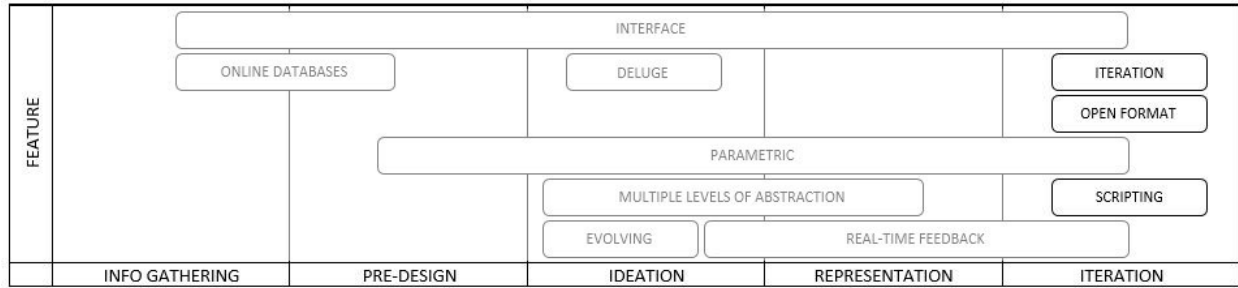 INTERFACE
ONLINE DATABASES DELUGE ITERATION
OPEN FORMAT
FEATURE
PARAMETRIC
MULTIPLE LEVELS OF ABSTRACTION SCRIPTING
EVOLVING REAL-TIME FEEDBACK
INFO GATHERING PRE-DESIGN IDEATION REPRESENTATION ITERATION